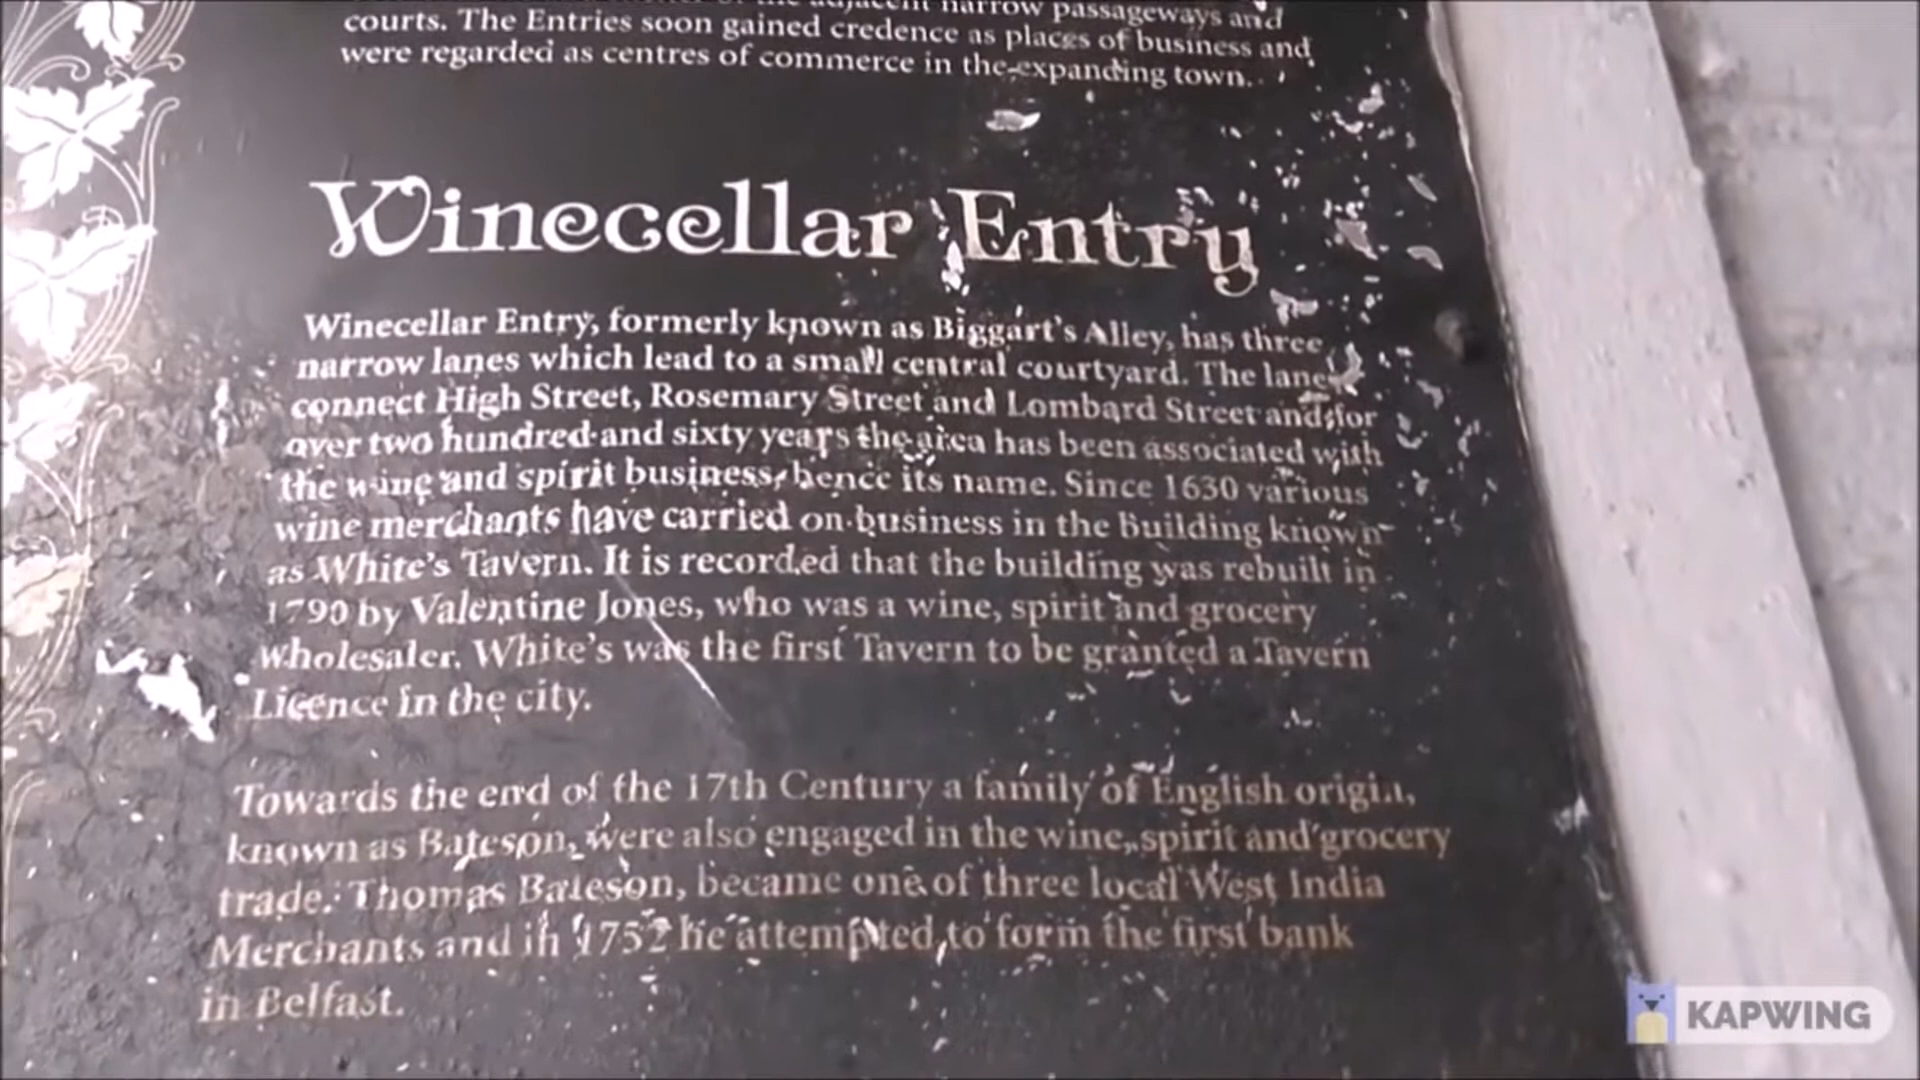 the adjacent narrow passageways and
courts. The Entries soon gained credence as places of business and
were regarded as centres of commerce in the expanding town.
Winecellar Entry
Winecellar Entry, formerly known as Biggart's Alley, has three
narrow lanes which lead to a small central courtyard. The lanes
connect High Street, Rosemary Street and Lombard Street and for
over two hundred and sixty years the area has been associated with
the wine and spirit business, hence its name. Since 1630 various
wine merchants have carried on business in the building known
as White's Tavern. It is recorded that the building was rebuilt in
1790 by Valentine Jones, who was a wine, spirit and grocery
wholesaler. White's was the first Tavern to be granted a Tavern
Licence in the city.
Towards the end of the 17th Century a family of English origin,
known as Bateson, were also engaged in the wine, spirit and grocery
trade. Thomas Bateson, became one of three local West India
Merchants and in 1752 he attempted to form the first bank
in Belfast.
KAPWING